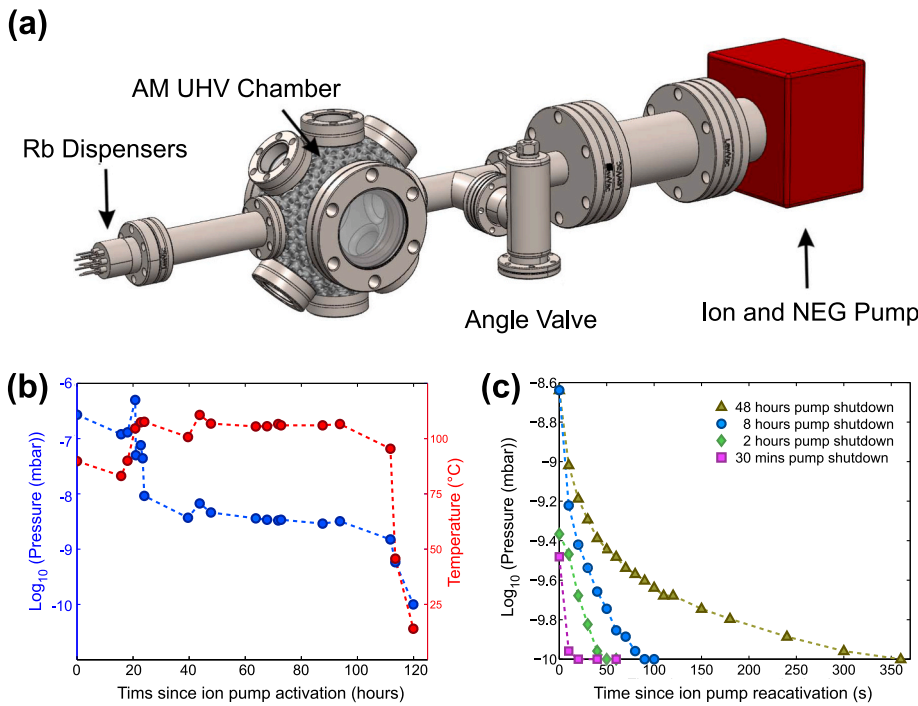 (a)
AM UHV Chamber
Rb Dispensers
Angle Valve
Ion and NEG Pump
(b)
-6
-7
-8
-9
-10
Log10 (Pressure (mbar))
100
75
50
25
Temperature (°C)
0 20 40 60 80 100 120
Tims since ion pump activation (hours)
(c)
-8.6
-8.8
-9
-9.2
-9.4
-9.6
-9.8
-10
Log10 (Pressure (mbar))
48 hours pump shutdown
8 hours pump shutdown
2 hours pump shutdown
30 mins pump shutdown
0 50 100 150 200 250 300 350
Time since ion pump reacativation (s)